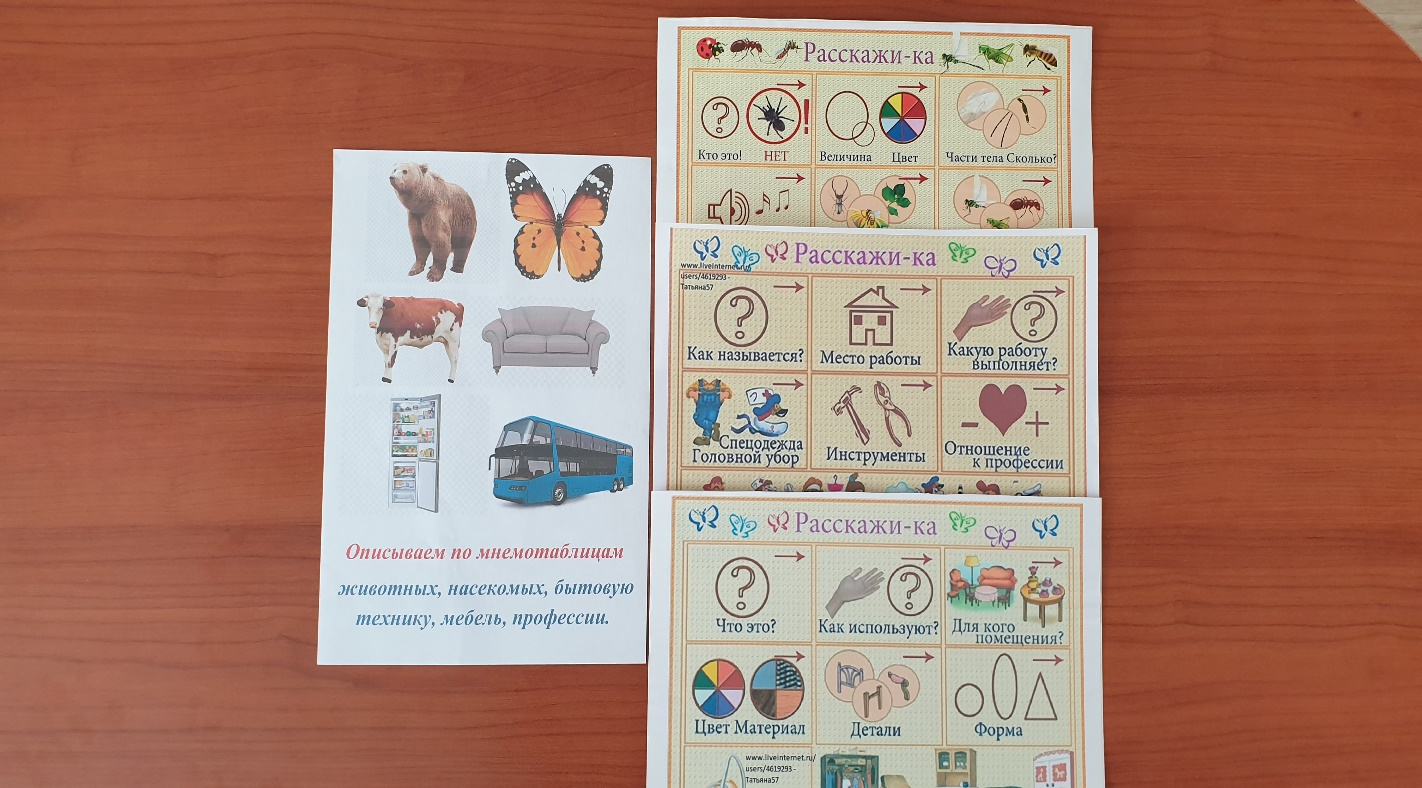 Описываем по мнемотаблицам
животных, насекомых, бытовую
технику, мебель, профессии.
Расскажи-ка
Кто это! НЕТ !
Величина Цвет
Части тела Сколько?
Расскажи-ка
www.liveinternet.ru/
users/4619293 -
Татьяна57
Как называется?
Место работы
Какую работу
выполняет?
Спецодежда
Головной убор
Инструменты
- +
Отношение
к профессии
Расскажи-ка
Что это?
Как используют?
Для кого
помещения?
Цвет Материал
Детали
Форма
www.liveinternet.ru/
users/4619293 -
Татьяна57